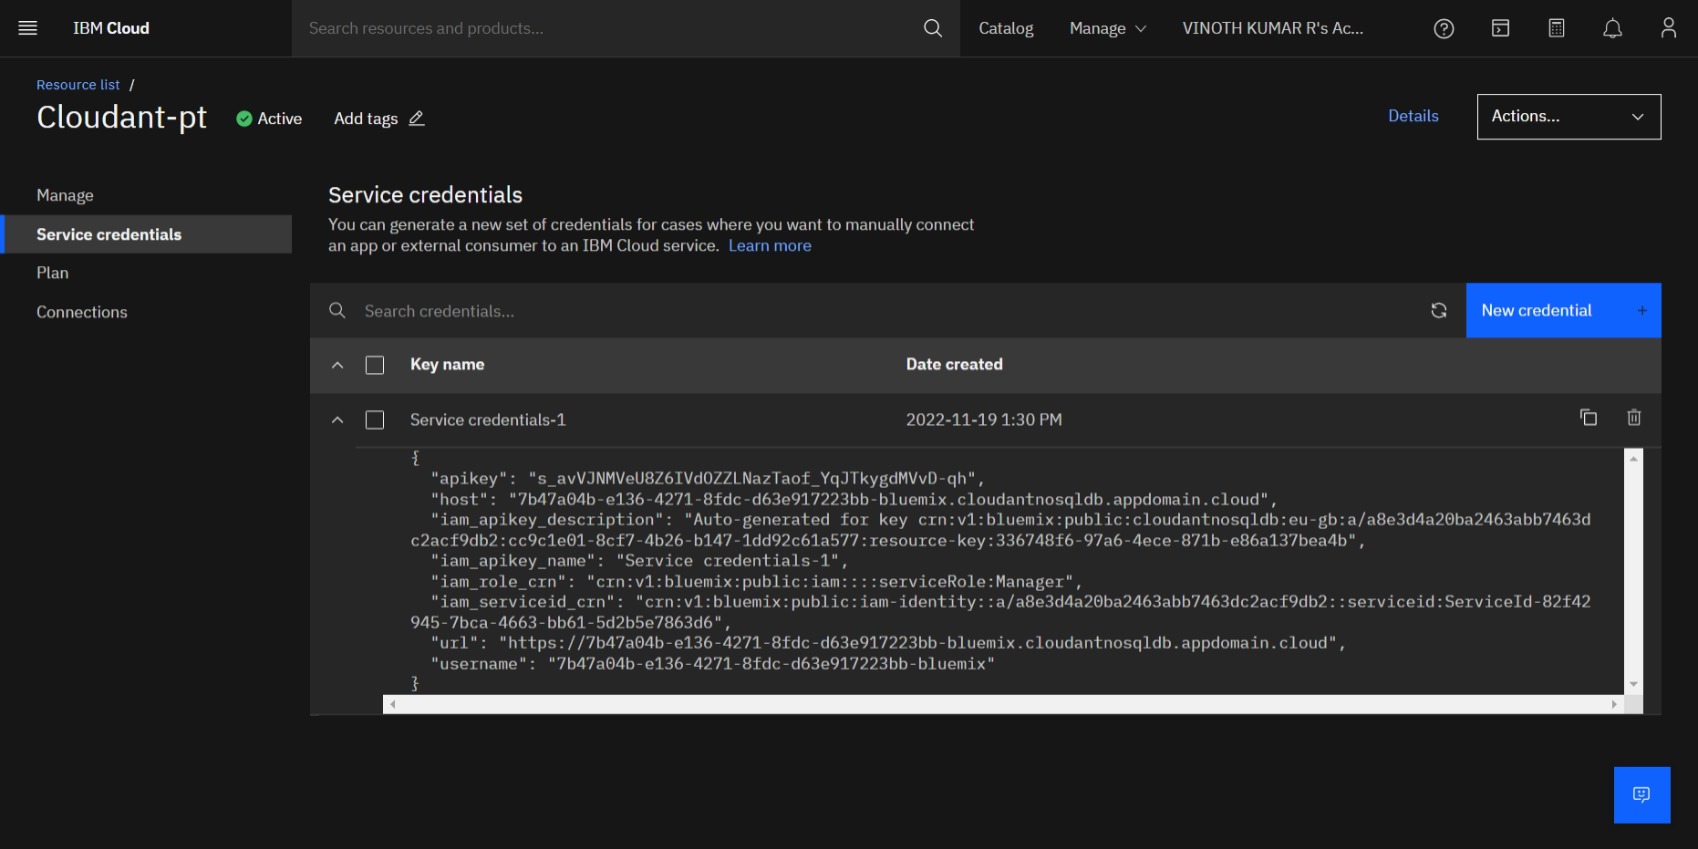 IBM Cloud
Search resources and products...
Catalog
Manage
VINOTH KUMAR R's Ac...
Resource list /
Cloudant-pt
Active
Add tags
Details
Actions...
Manage
Service credentials
Plan
Connections
Service credentials
You can generate a new set of credentials for cases where you want to manually connect
an app or external consumer to an IBM Cloud service. Learn more
Search credentials...
New credential +
Key name
Date created
Service credentials-1
2022-11-19 1:30 PM
{
"apikey": "s_avVJNMVeU8Z6IVdOZZLNazTaof_YqJTkygdMVvD-qh",
"host": "7b47a04b-e136-4271-8fdc-d63e917223bb-bluemix.cloudantnosqldb.appdomain.cloud",
"iam_apikey_description": "Auto-generated for key crn:v1:bluemix:public:cloudantnosqldb:eu-gb:a/a8e3d4a20ba2463abb7463d
c2acf9db2:cc9c1e01-8cf7-4b26-b147-1dd92c61a577:resource-key:336748f6-97a6-4ece-871b-e86a137bea4b",
"iam_apikey_name": "Service credentials-1",
"iam_role_crn": "crn:v1:bluemix:public:iam::::serviceRole:Manager",
"iam_serviceid_crn": "crn:v1:bluemix:public:iam-identity::a/a8e3d4a20ba2463abb7463dc2acf9db2::serviceid:ServiceId-82f42
945-7bca-4663-bb61-5d2b5e7863d6",
"url": "https://7b47a04b-e136-4271-8fdc-d63e917223bb-bluemix.cloudantnosqldb.appdomain.cloud",
"username": "7b47a04b-e136-4271-8fdc-d63e917223bb-bluemix"
}